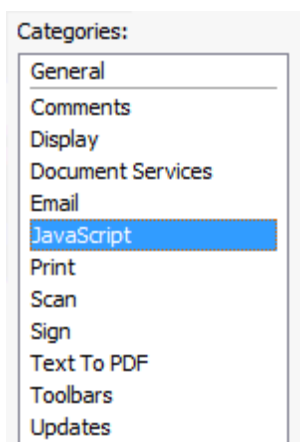 Categories:
General
Comments
Display
Document Services
Email
JavaScript
Print
Scan
Sign
Text To PDF
Toolbars
Updates